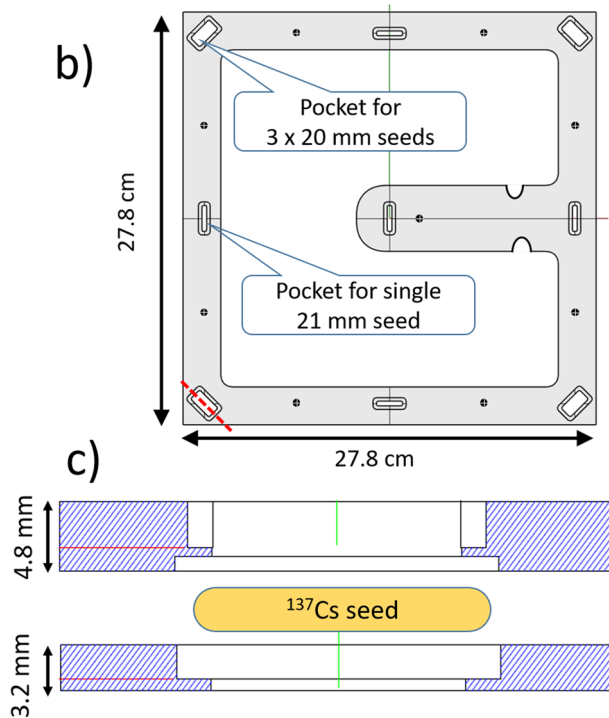 b)
Pocket for
3 x 20 mm seeds
27.8 cm
Pocket for single
21 mm seed
27.8 cm
c)
4.8 mm
¹³⁷Cs seed
3.2 mm